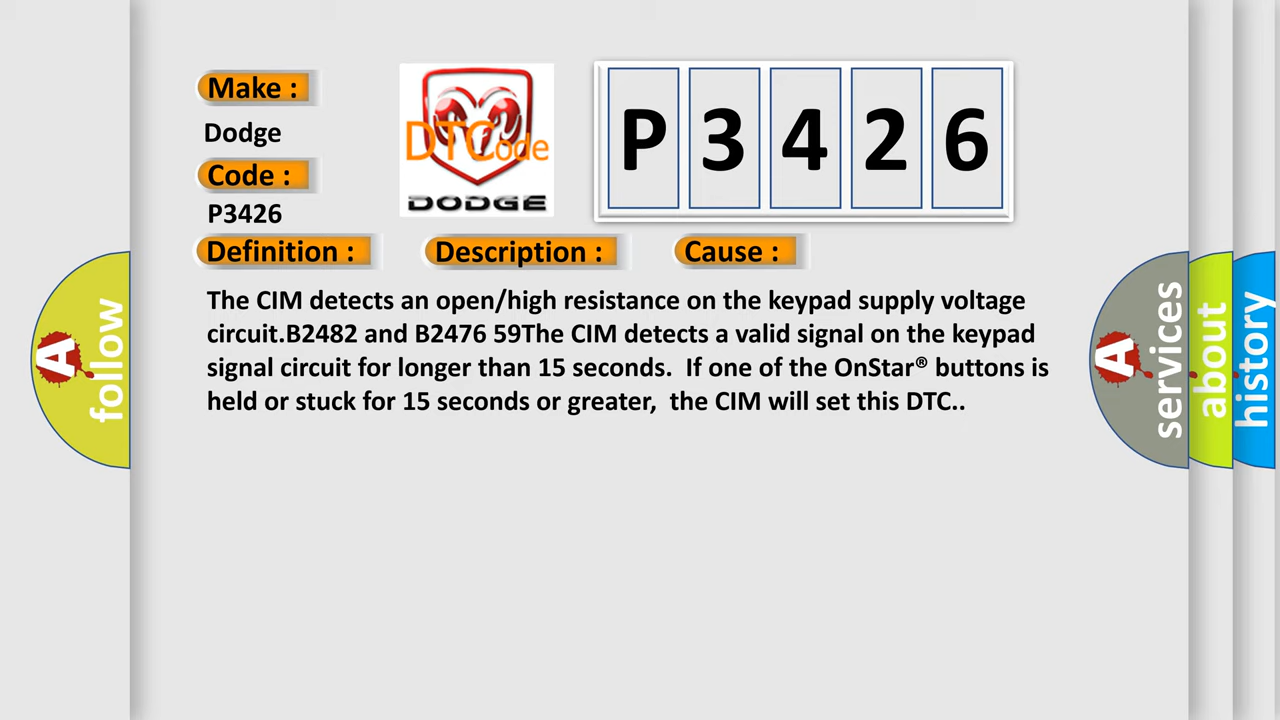 Make :
Dodge
Code :
P3426
DTCode
DODGE
P 3 4 2 6
Definition :
Description :
Cause :
The CIM detects an open/high resistance on the keypad supply voltage
circuitB2482 and B2476 59The CIM detects a valid signal on the keypad
signal circuit for longer than 15 seconds  If one of the OnStar® buttons is
held or stuck for 15 seconds or greater,  the CIM will set this DTC..
A follow
A services
about
history